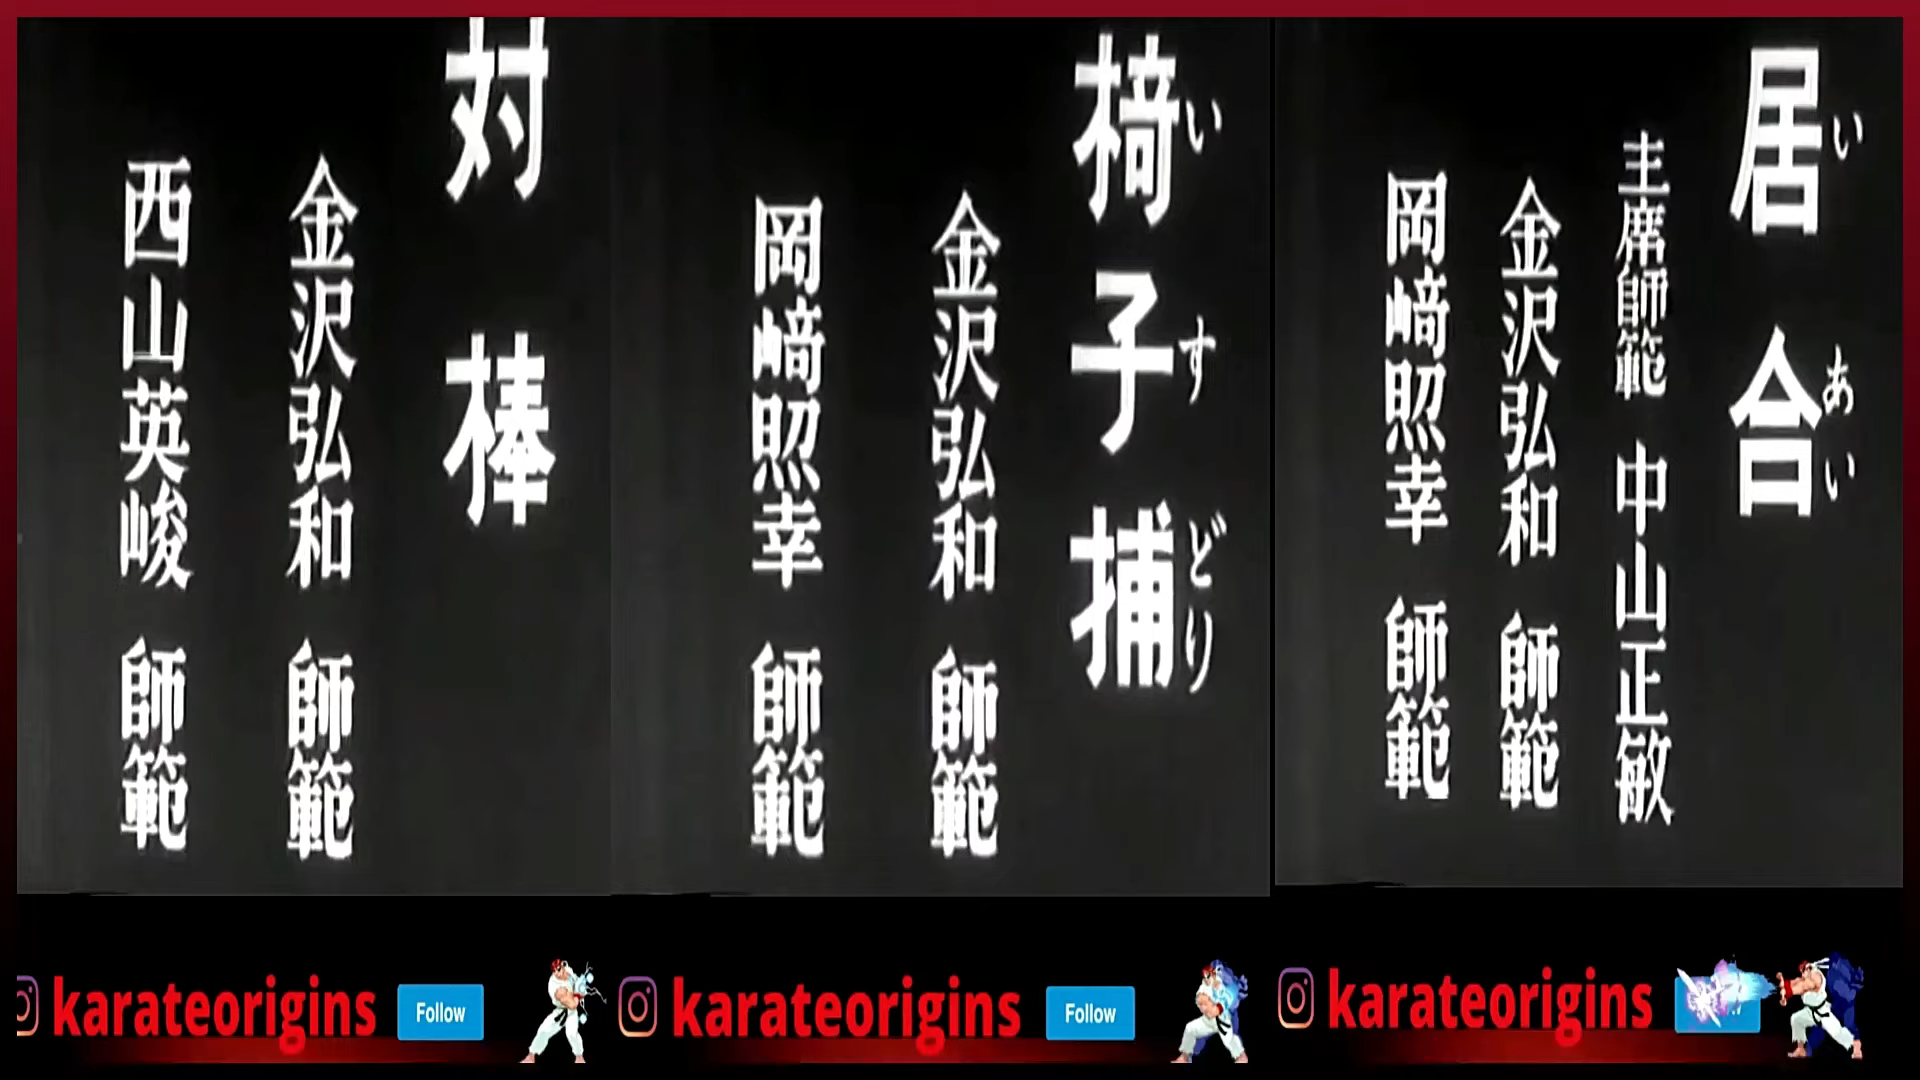 対棒
金沢弘和 師範
西山英峻 師範
椅子捕
いすどり
金沢弘和 師範
岡﨑照幸 師範
居合
いあい
主席師範 中山正敏
金沢弘和 師範
岡﨑照幸 師範
karateorigins
Follow
karateorigins
Follow
karateorigins